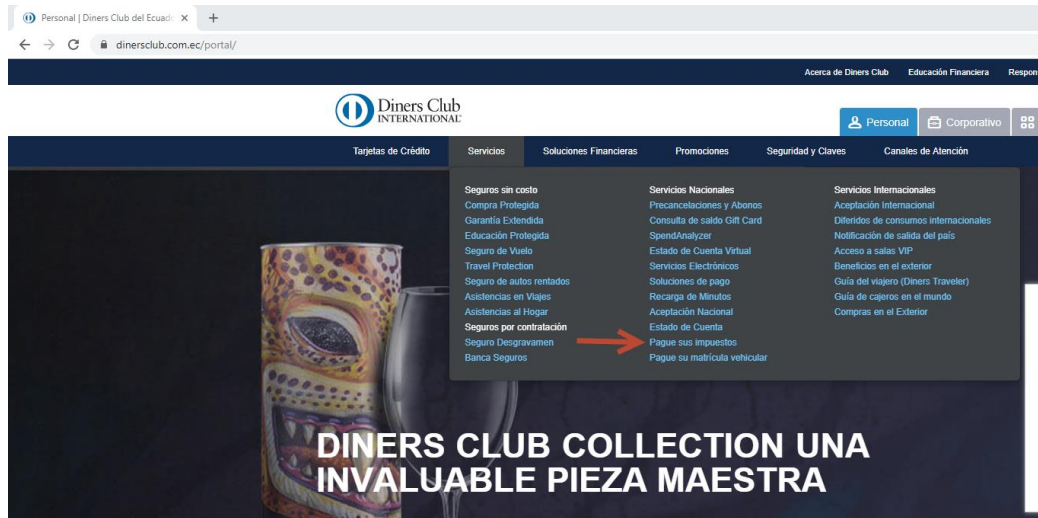 Personal | Diners Club del Ecuado
dinersclub.com.ec/portal/
Acerca de Diners Club Educación Financiera Respon
Diners Club
INTERNATIONAL
Personal Corporativo
Tarjetas de Crédito Servicios Soluciones Financieras Promociones Seguridad y Claves Canales de Atención
Seguros sin costo
Compra Protegida
Garantía Extendida
Educación Protegida
Seguro de Vuelo
Travel Protection
Seguro de autos rentados
Asistencias en Viajes
Asistencias al Hogar
Seguros por contratación
Seguro Desgravamen
Banca Seguros
Servicios Nacionales
Precancelaciones y Abonos
Consulta de saldo Gift Card
SpendAnalyzer
Estado de Cuenta Virtual
Servicios Electrónicos
Soluciones de pago
Recarga de Minutos
Aceptación Nacional
Estado de Cuenta
Pague sus impuestos
Pague su matrícula vehicular
Servicios Internacionales
Aceptación Internacional
Diferidos de consumos internacionales
Notificación de salida del país
Acceso a salas VIP
Beneficios en el exterior
Guía del viajero (Diners Traveler)
Guía de cajeros en el mundo
Compras en el Exterior
DINERS CLUB COLLECTION UNA
INVALUABLE PIEZA MAESTRA